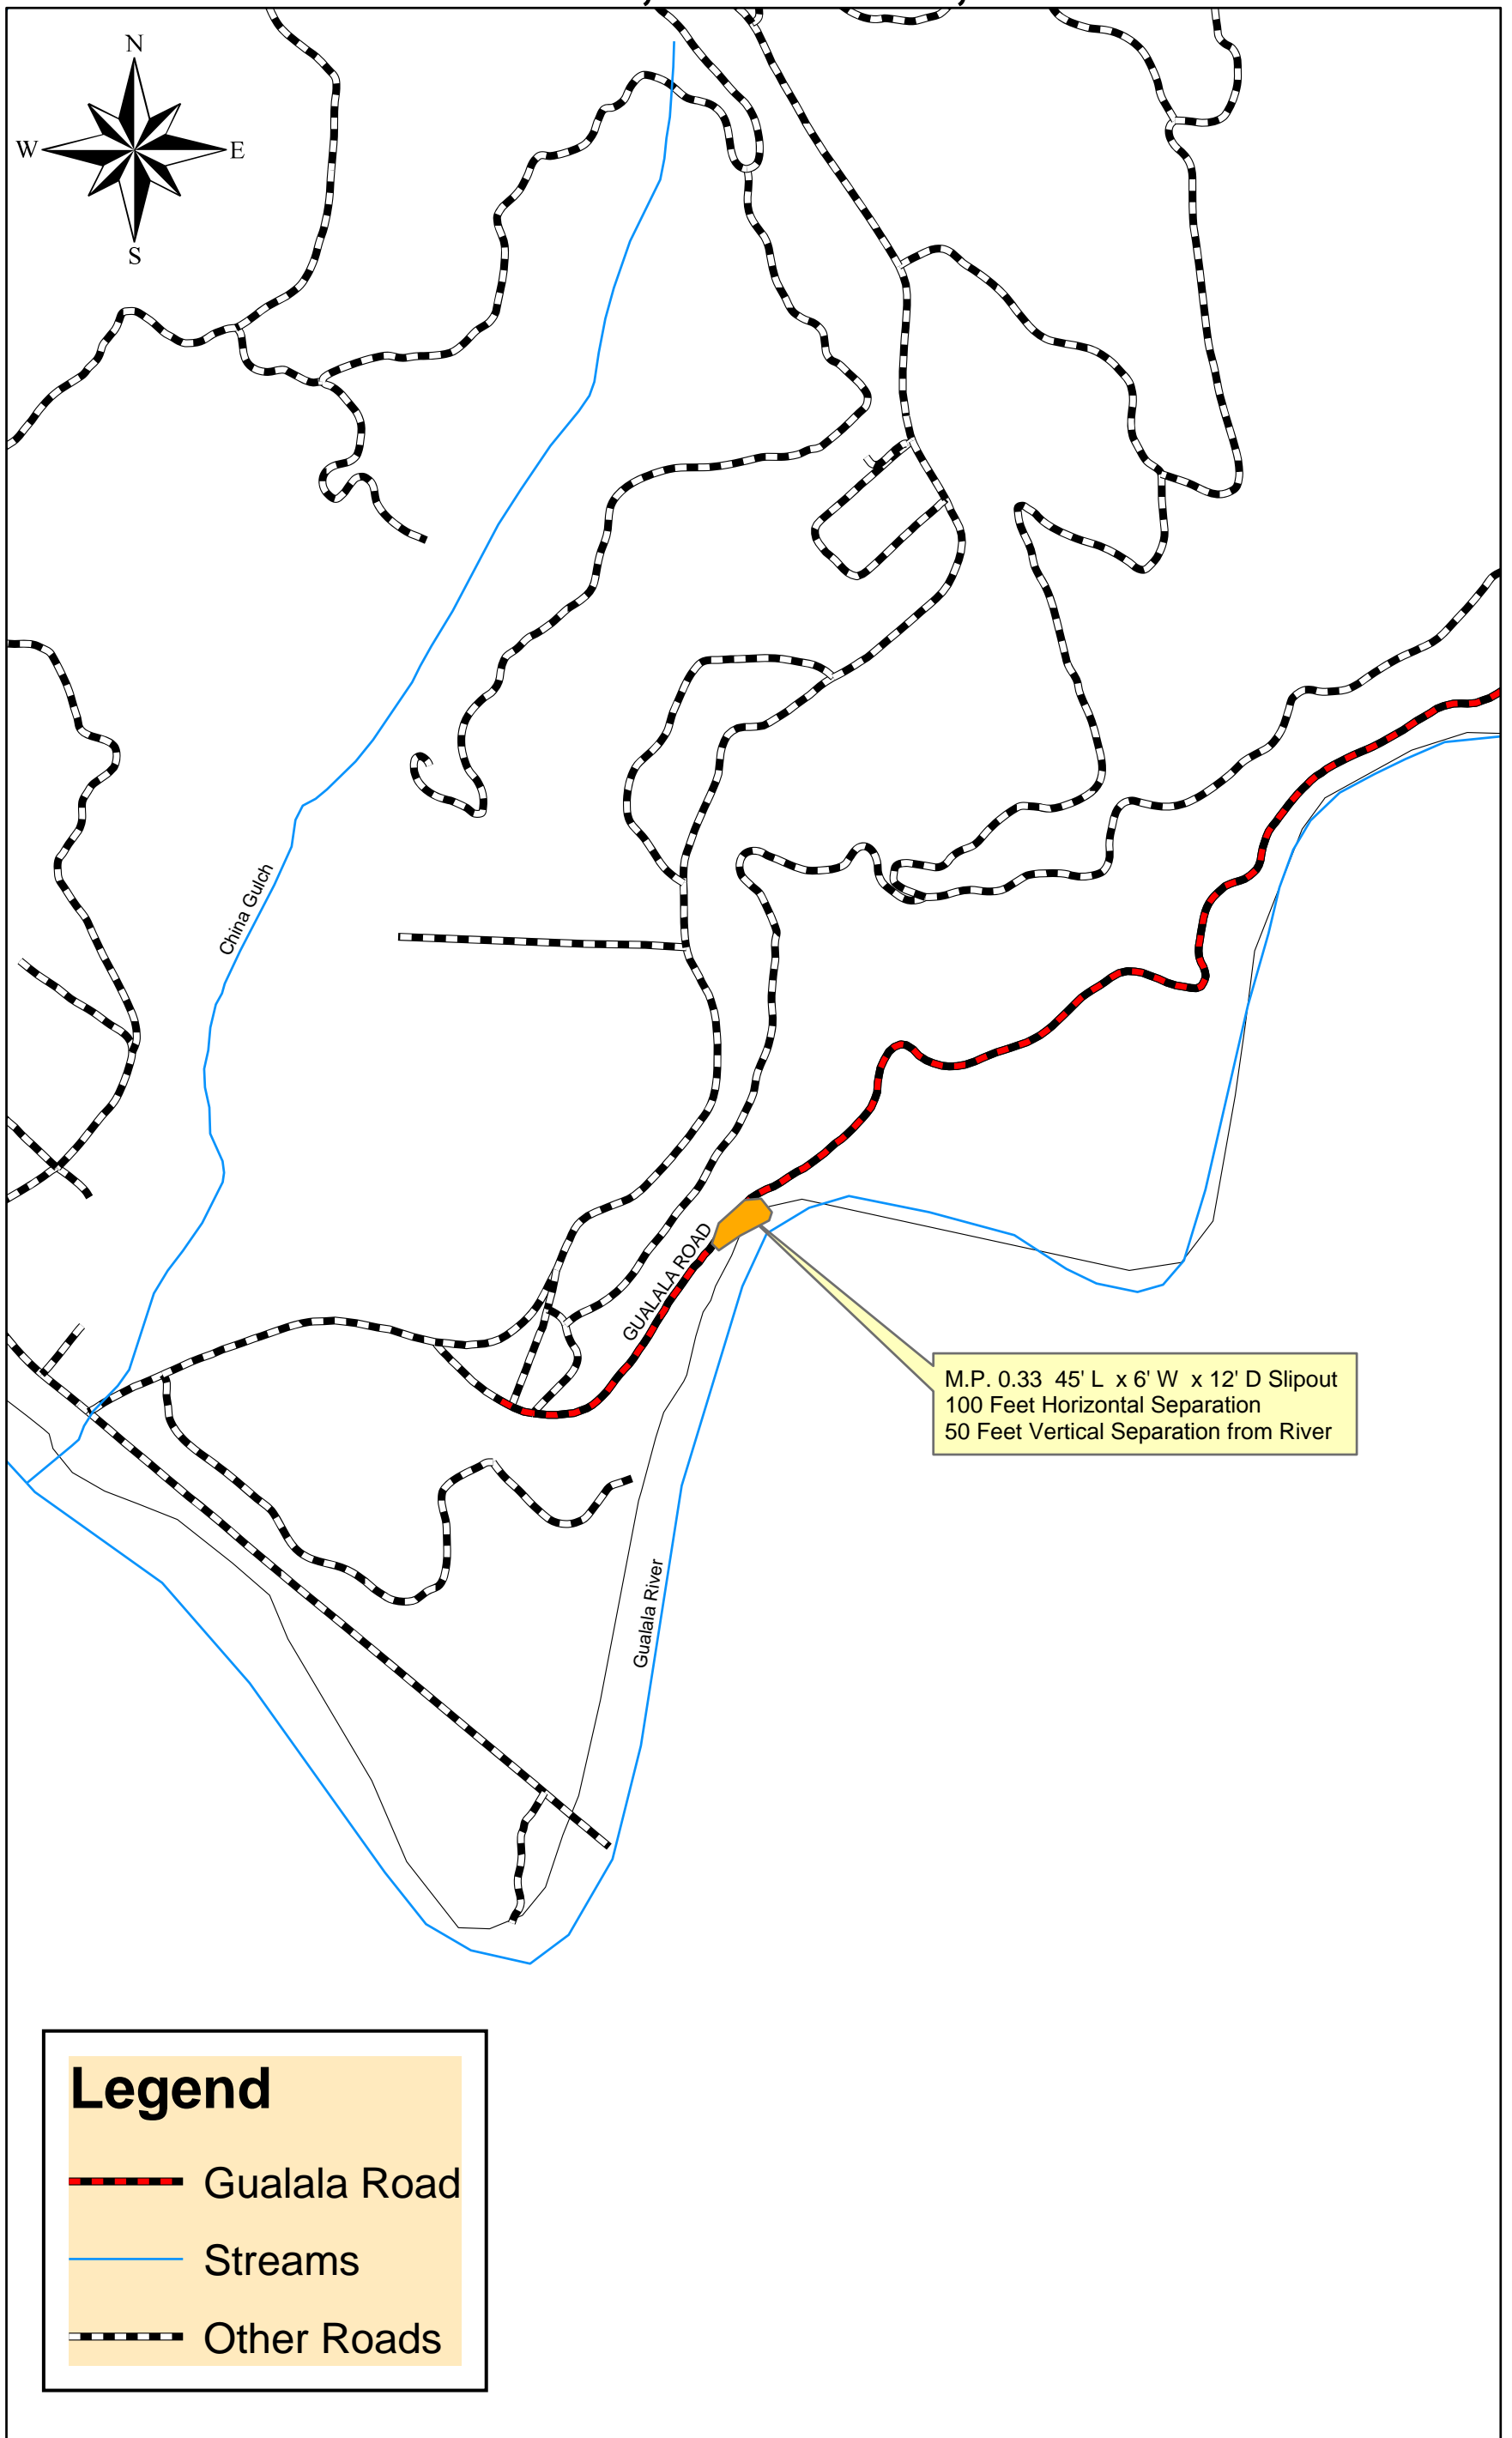 N
W
E
S
China Gulch
GUALALA ROAD
M.P. 0.33 45' L x 6' W x 12' D Slipout
100 Feet Horizontal Separation
50 Feet Vertical Separation from River
Gualala River
Legend
Gualala Road
Streams
Other Roads